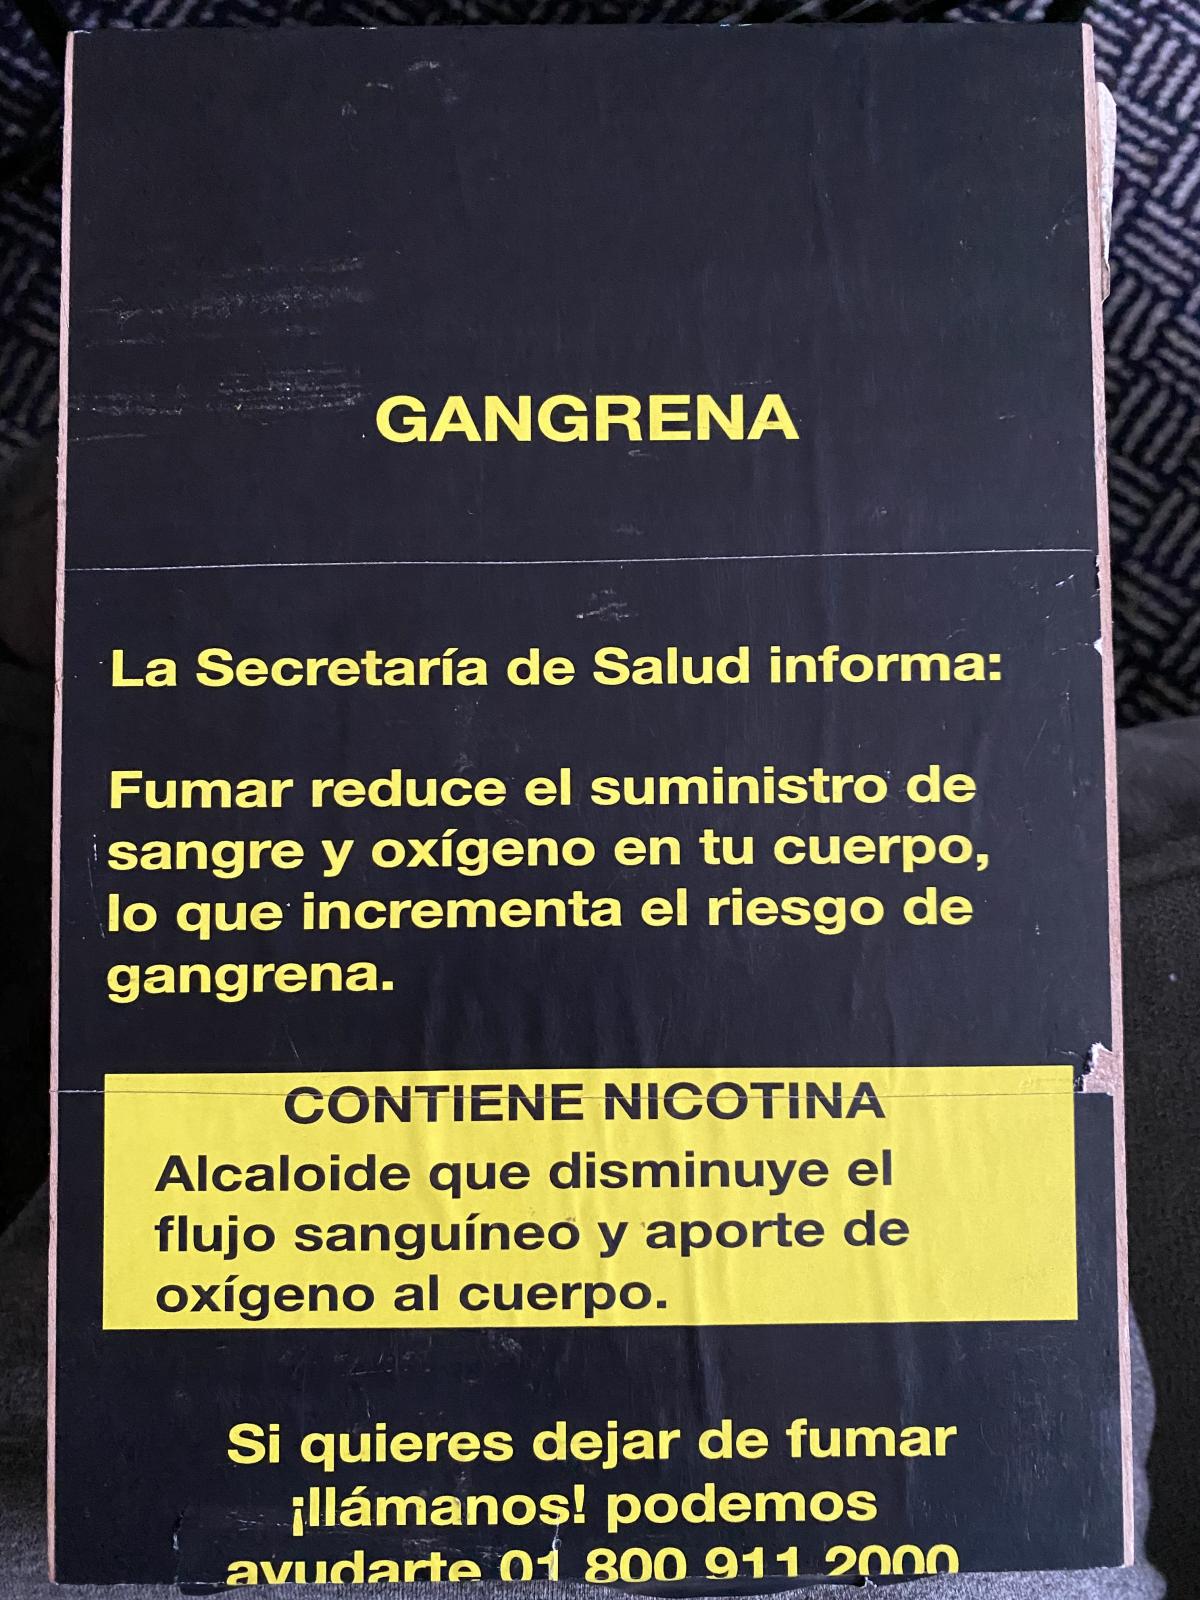 GANGRENA
La Secretaría de Salud informa:
Fumar reduce el suministro de
sangre y oxígeno en tu cuerpo,
lo que incrementa el riesgo de
gangrena.
CONTIENE NICOTINA
Alcaloide que disminuye el
flujo sanguíneo y aporte de
oxígeno al cuerpo.
Si quieres dejar de fumar
¡llámanos! podemos
ayudarte 01 800 911 2000